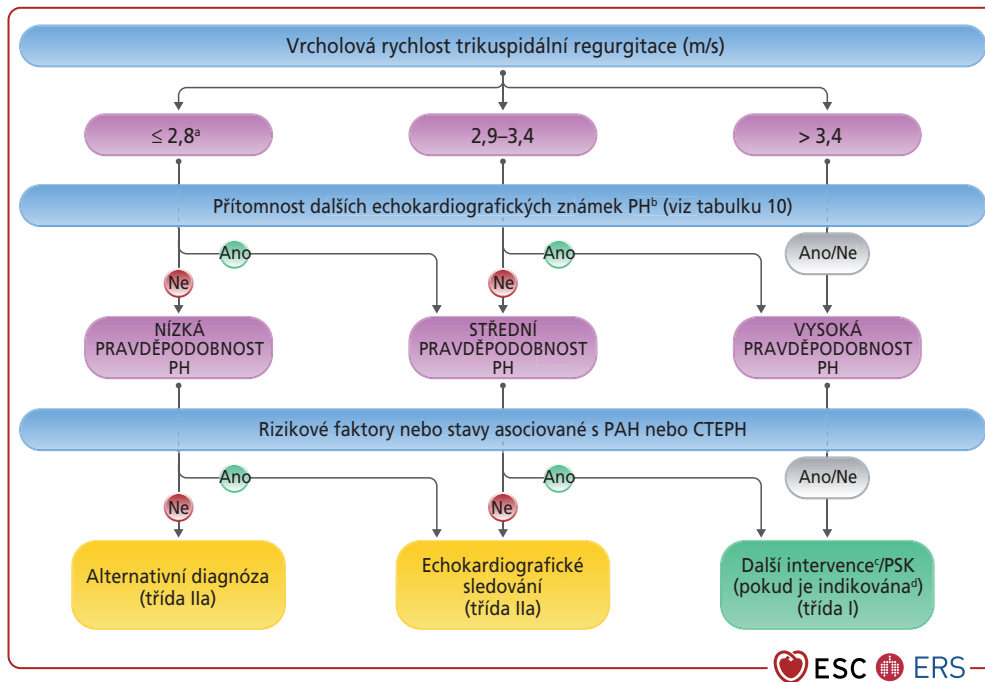 Vrcholová rychlost trikuspidální regurgitace (m/s)
≤ 2,8ᵃ
2,9–3,4
> 3,4
Přítomnost dalších echokardiografických známek PHᵇ (viz tabulku 10)
Ano
Ano
Ano/Ne
Ne
Ne
NÍZKÁ
PRAVDĚPODOBNOST
PH
STŘEDNÍ
PRAVDĚPODOBNOST
PH
VYSOKÁ
PRAVDĚPODOBNOST
PH
Rizikové faktory nebo stavy asociované s PAH nebo CTEPH
Ano
Ano
Ano/Ne
Ne
Ne
Alternativní diagnóza
(třída IIa)
Echokardiografické
sledování
(třída IIa)
Další intervenceᶜ/PSK
(pokud je indikovánaᵈ)
(třída I)
ESC ERS